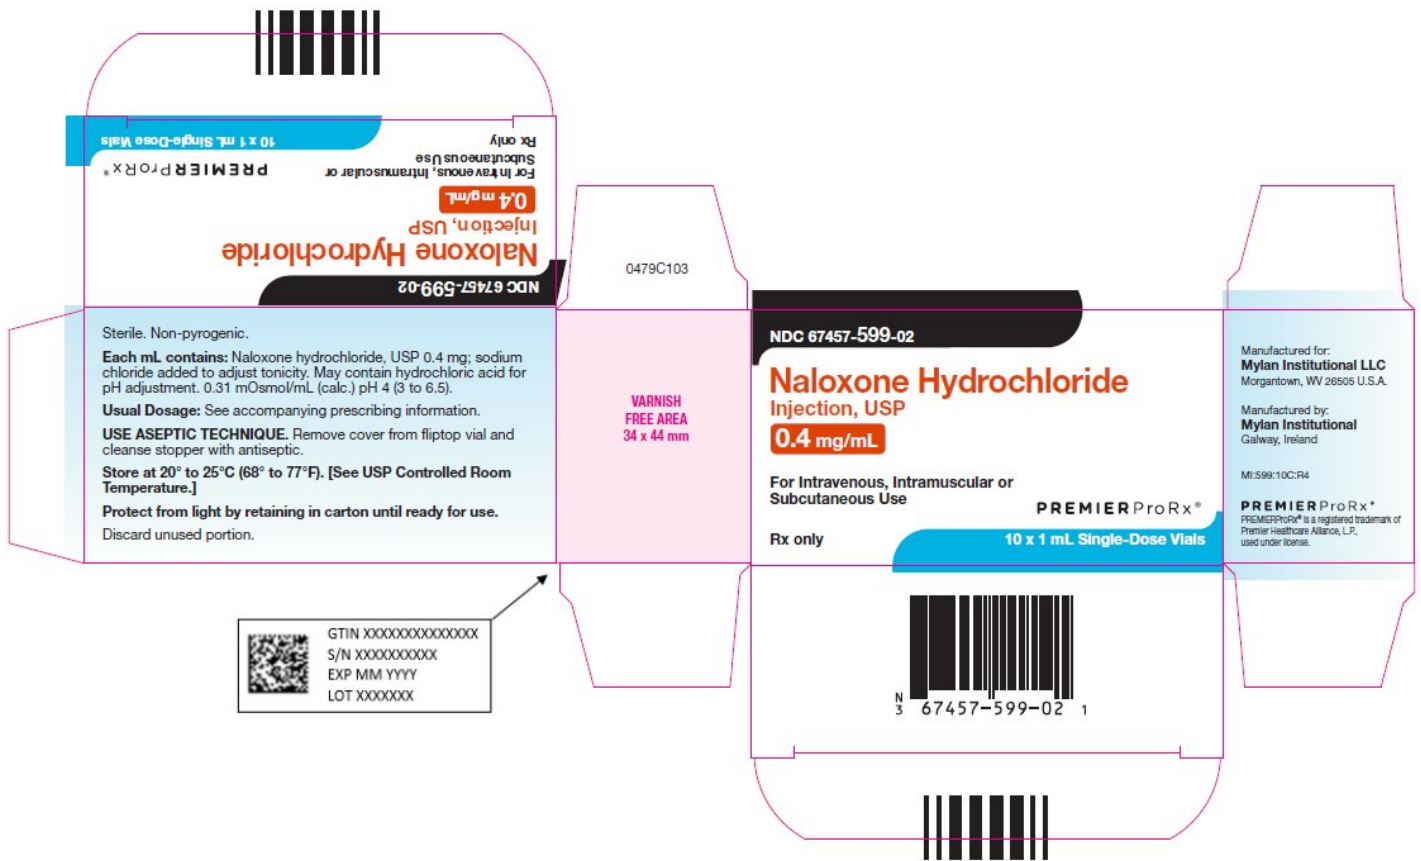 10 x 1 mL Single-Dose Vials
PREMIERProRx®
Rx only
For Intravenous, Intramuscular or
Subcutaneous Use
0.4 mg/mL
Injection, USP
Naloxone Hydrochloride
NDC 67457-599-02
Sterile. Non-pyrogenic.
Each mL contains: Naloxone hydrochloride, USP 0.4 mg; sodium
chloride added to adjust tonicity. May contain hydrochloric acid for
pH adjustment. 0.31 mOsmol/mL (calc.) pH 4 (3 to 6.5).
Usual Dosage: See accompanying prescribing information.
USE ASEPTIC TECHNIQUE. Remove cover from fliptop vial and
cleanse stopper with antiseptic.
Store at 20° to 25°C (68° to 77°F). [See USP Controlled Room
Temperature.]
Protect from light by retaining in carton until ready for use.
Discard unused portion.
GTIN XXXXXXXXXXXXXX
S/N XXXXXXXXXX
EXP MM YYYY
LOT XXXXXXX
0479C103
VARNISH
FREE AREA
34 x 44 mm
NDC 67457-599-02
Naloxone Hydrochloride
Injection, USP
0.4 mg/mL
For Intravenous, Intramuscular or
Subcutaneous Use
PREMIERProRx®
Rx only
10 x 1 mL Single-Dose Vials
N
3 67457-599-02 1
Manufactured for:
Mylan Institutional LLC
Morgantown, WV 26505 U.S.A.
Manufactured by:
Mylan Institutional
Galway, Ireland
MI:599:10C:R4
PREMIERProRx®
PREMIERProRx® is a registered trademark of
Premier Healthcare Alliance, L.P.,
used under license.